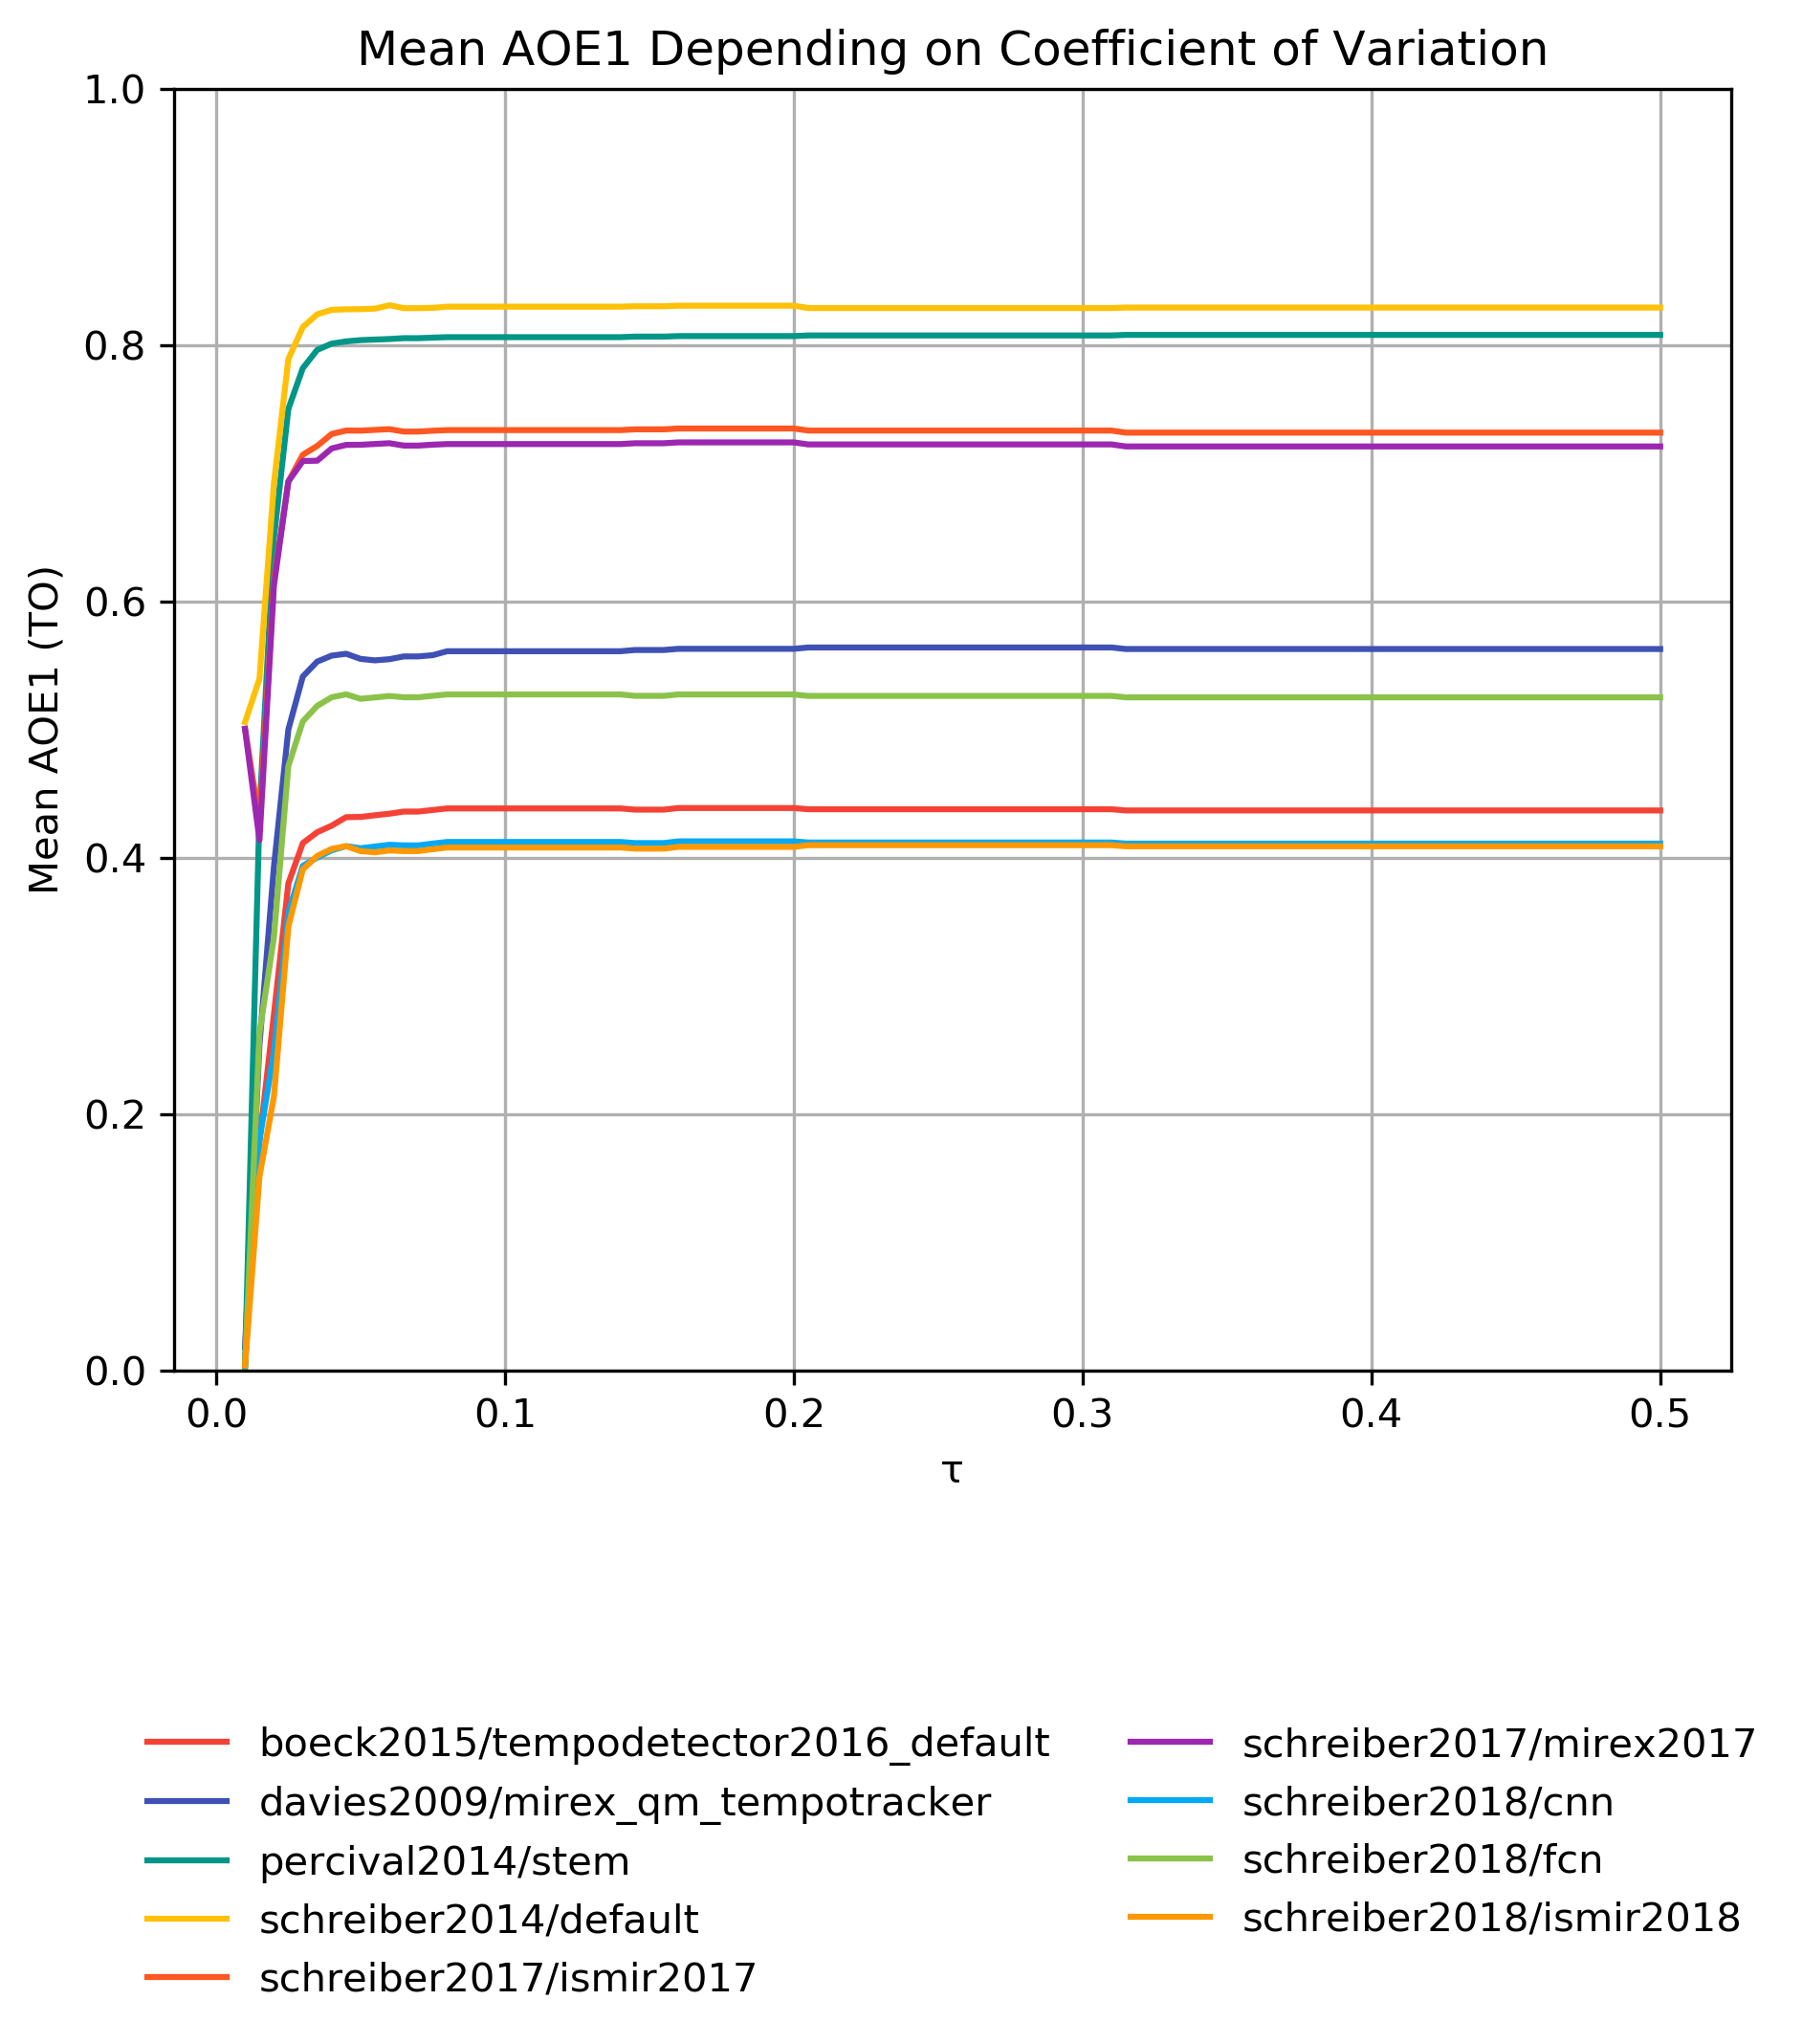 Mean AOE1 Depending on Coefficient of Variation
1.0
0.8
0.6
0.4
0.2
0.0
Mean AOE1 (TO)
0.0 0.1 0.2 0.3 0.4 0.5
τ
boeck2015/tempodetector2016_default
davies2009/mirex_qm_tempotracker
percival2014/stem
schreiber2014/default
schreiber2017/ismir2017
schreiber2017/mirex2017
schreiber2018/cnn
schreiber2018/fcn
schreiber2018/ismir2018